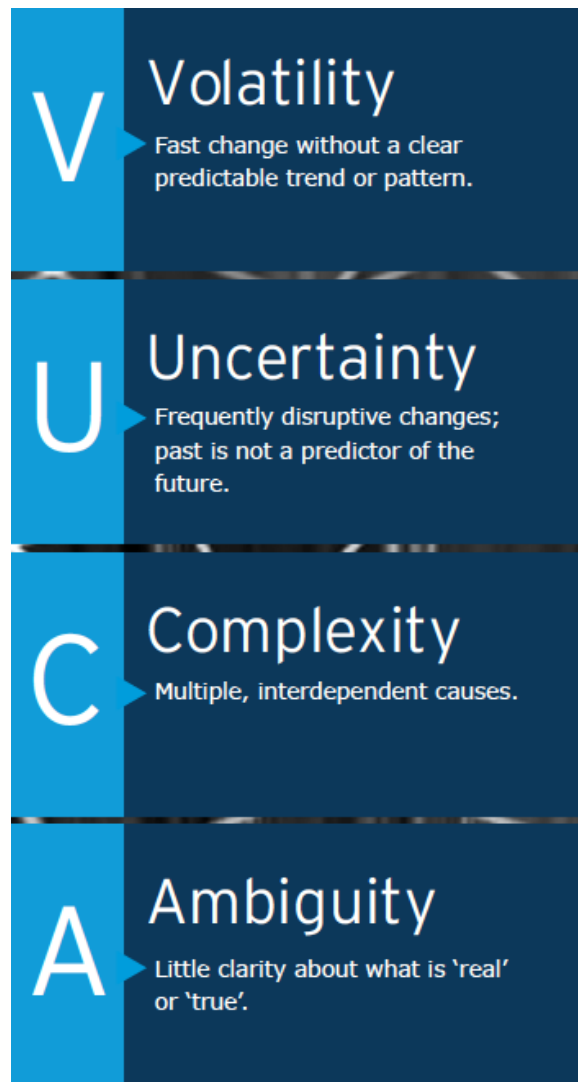 V
Volatility
Fast change without a clear
predictable trend or pattern.
U
Uncertainty
Frequently disruptive changes;
past is not a predictor of the
future.
C
Complexity
Multiple, interdependent causes.
A
Ambiguity
Little clarity about what is ‘real’
or ‘true’.